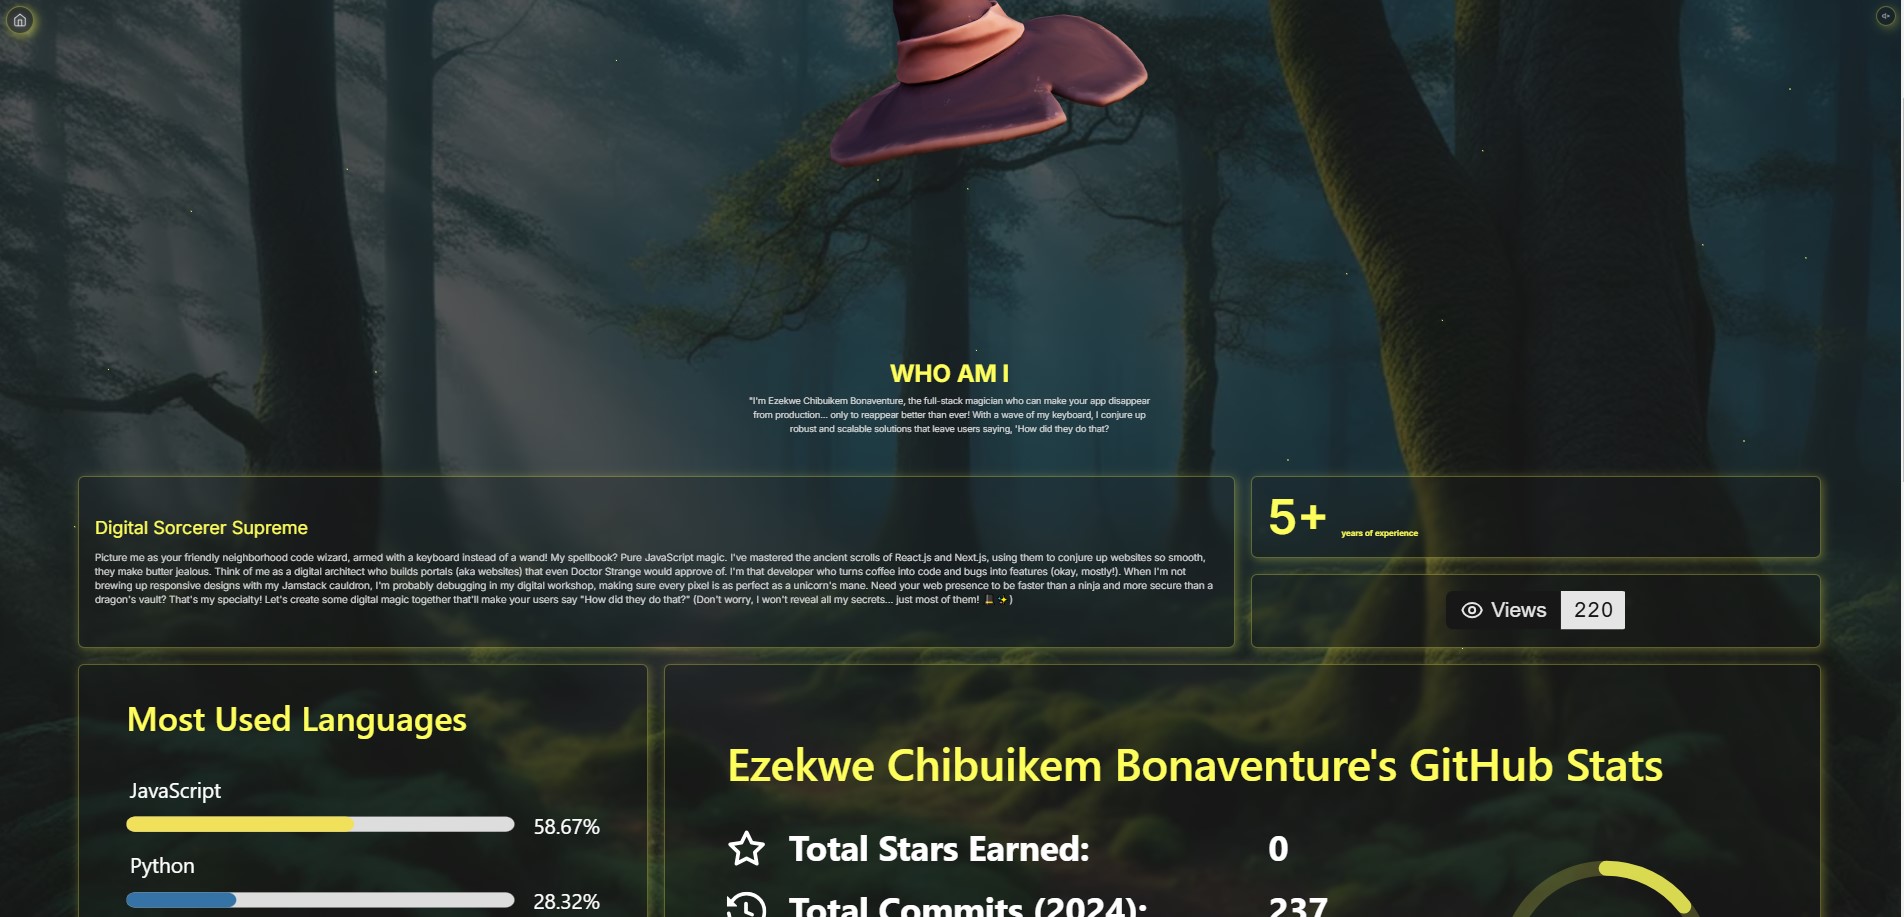 WHO AM I
"I'm Ezekwe Chibuikem Bonaventure, the full-stack magician who can make your app disappear
from production... only to reappear better than ever! With a wave of my keyboard, I conjure up
robust and scalable solutions that leave users saying, 'How did they do that?
Digital Sorcerer Supreme
Picture me as your friendly neighborhood code wizard, armed with a keyboard instead of a wand! My spellbook? Pure JavaScript magic. I've mastered the ancient scrolls of React.js and Next.js, using them to conjure up websites so smooth,
they make butter jealous. Think of me as a digital architect who builds portals (aka websites) that even Doctor Strange would approve of. I'm that developer who turns coffee into code and bugs into features (okay, mostly!). When I'm not
brewing up responsive designs with my Jamstack cauldron, I'm probably debugging in my digital workshop, making sure every pixel is as perfect as a unicorn's mane. Need your web presence to be faster than a ninja and more secure than a
dragon's vault? That's my specialty! Let's create some digital magic together that'll make your users say "How did they do that?" (Don't worry, I won't reveal all my secrets... just most of them! 🎩✨)
5+ years of experience
Views 220
Most Used Languages
JavaScript
58.67%
Python
28.32%
Ezekwe Chibuikem Bonaventure's GitHub Stats
Total Stars Earned: 0
Total Commits (2024): 237